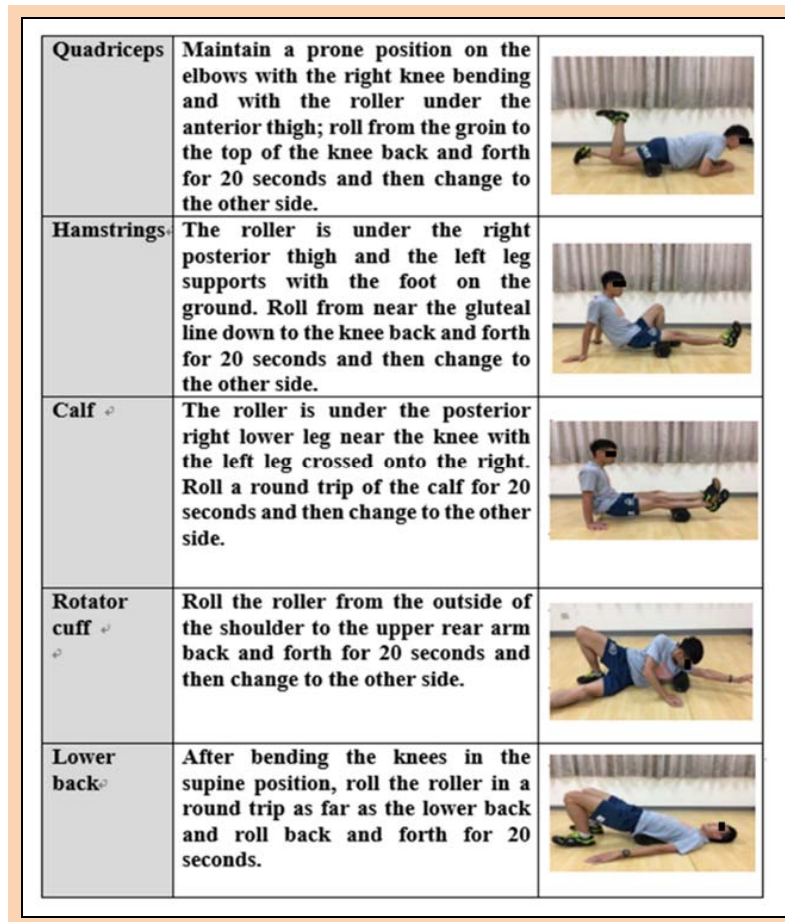 Quadriceps
Maintain a prone position on the
elbows with the right knee bending
and with the roller under the
anterior thigh; roll from the groin to
the top of the knee back and forth
for 20 seconds and then change to
the other side.
Hamstrings
The roller is under the right
posterior thigh and the left leg
supports with the foot on the
ground. Roll from near the gluteal
line down to the knee back and forth
for 20 seconds and then change to
the other side.
Calf
The roller is under the posterior
right lower leg near the knee with
the left leg crossed onto the right.
Roll a round trip of the calf for 20
seconds and then change to the other
side.
Rotator
cuff
Roll the roller from the outside of
the shoulder to the upper rear arm
back and forth for 20 seconds and
then change to the other side.
Lower
back
After bending the knees in the
supine position, roll the roller in a
round trip as far as the lower back
and roll back and forth for 20
seconds.